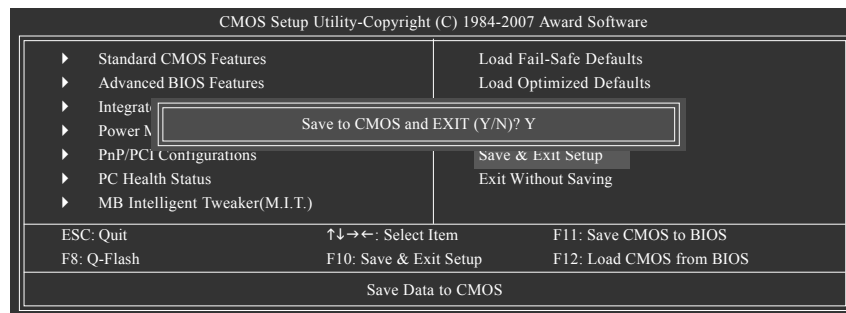 CMOS Setup Utility-Copyright (C) 1984-2007 Award Software
Standard CMOS Features
Advanced BIOS Features
Integrat
Power M
PnP/PCI Configurations
PC Health Status
MB Intelligent Tweaker(M.I.T.)
Load Fail-Safe Defaults
Load Optimized Defaults
Save & Exit Setup
Exit Without Saving
Save to CMOS and EXIT (Y/N)? Y
ESC: Quit ↑↓→←: Select Item F11: Save CMOS to BIOS
F8: Q-Flash F10: Save & Exit Setup F12: Load CMOS from BIOS
Save Data to CMOS